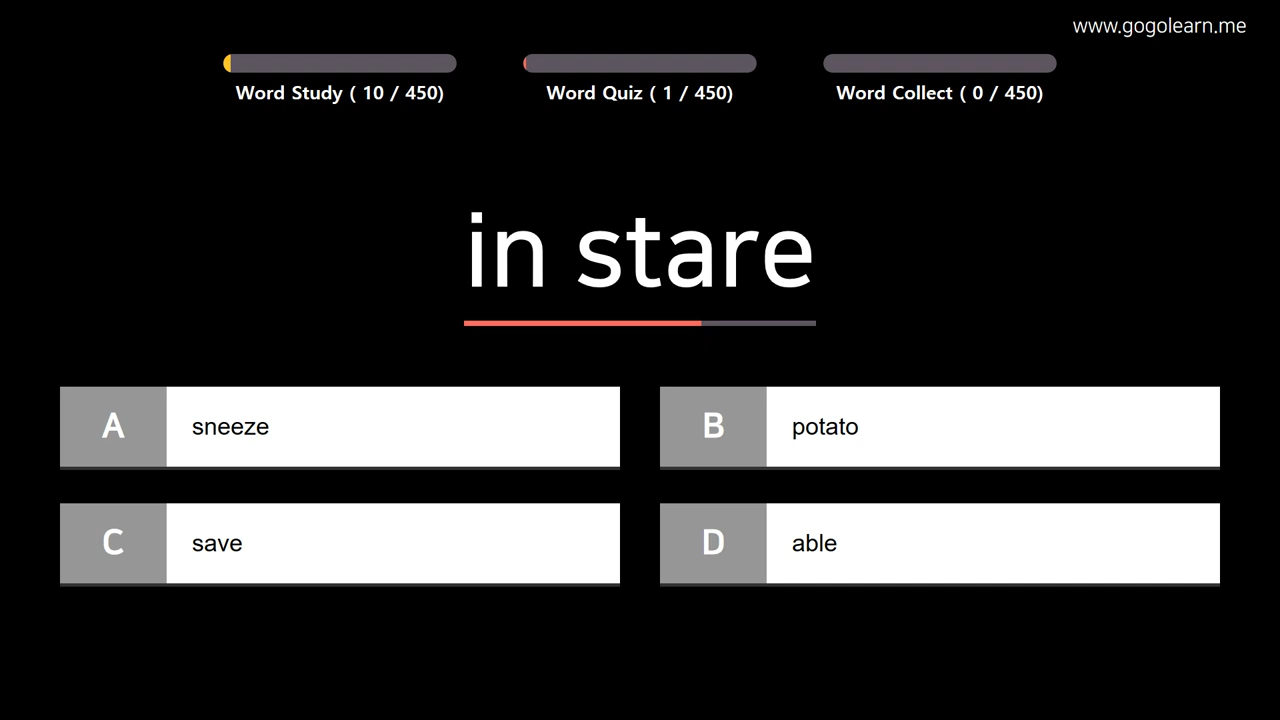 www.gogolearn.me
Word Study ( 10 / 450)
Word Quiz ( 1 / 450)
Word Collect ( 0 / 450)
in stare
A sneeze
B potato
C save
D able